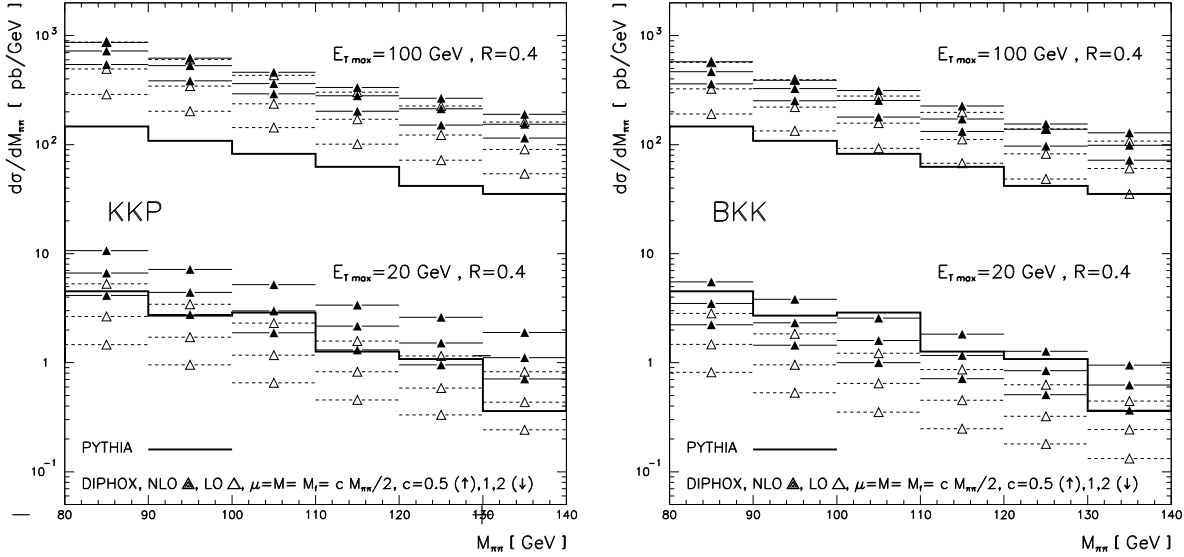 dσ/dMππ [ pb/GeV]
10³
10²
10
1
10⁻¹
E_T max=100 GeV , R=0.4
KKP
E_T max=20 GeV , R=0.4
PYTHIA
DIPHOX, NLO ▲, LO △, μ=M= M_f= c Mππ/2, c=0.5 (↑),1,2 (↓)
80 90 100 110 120 130 140
Mππ [ GeV]
dσ/dMππ [ pb/GeV]
10³
10²
10
1
10⁻¹
E_T max=100 GeV , R=0.4
BKK
E_T max=20 GeV , R=0.4
PYTHIA
DIPHOX, NLO ▲, LO △, μ=M= M_f= c Mππ/2, c=0.5 (↑),1,2 (↓)
80 90 100 110 120 130 140
Mππ [ GeV]